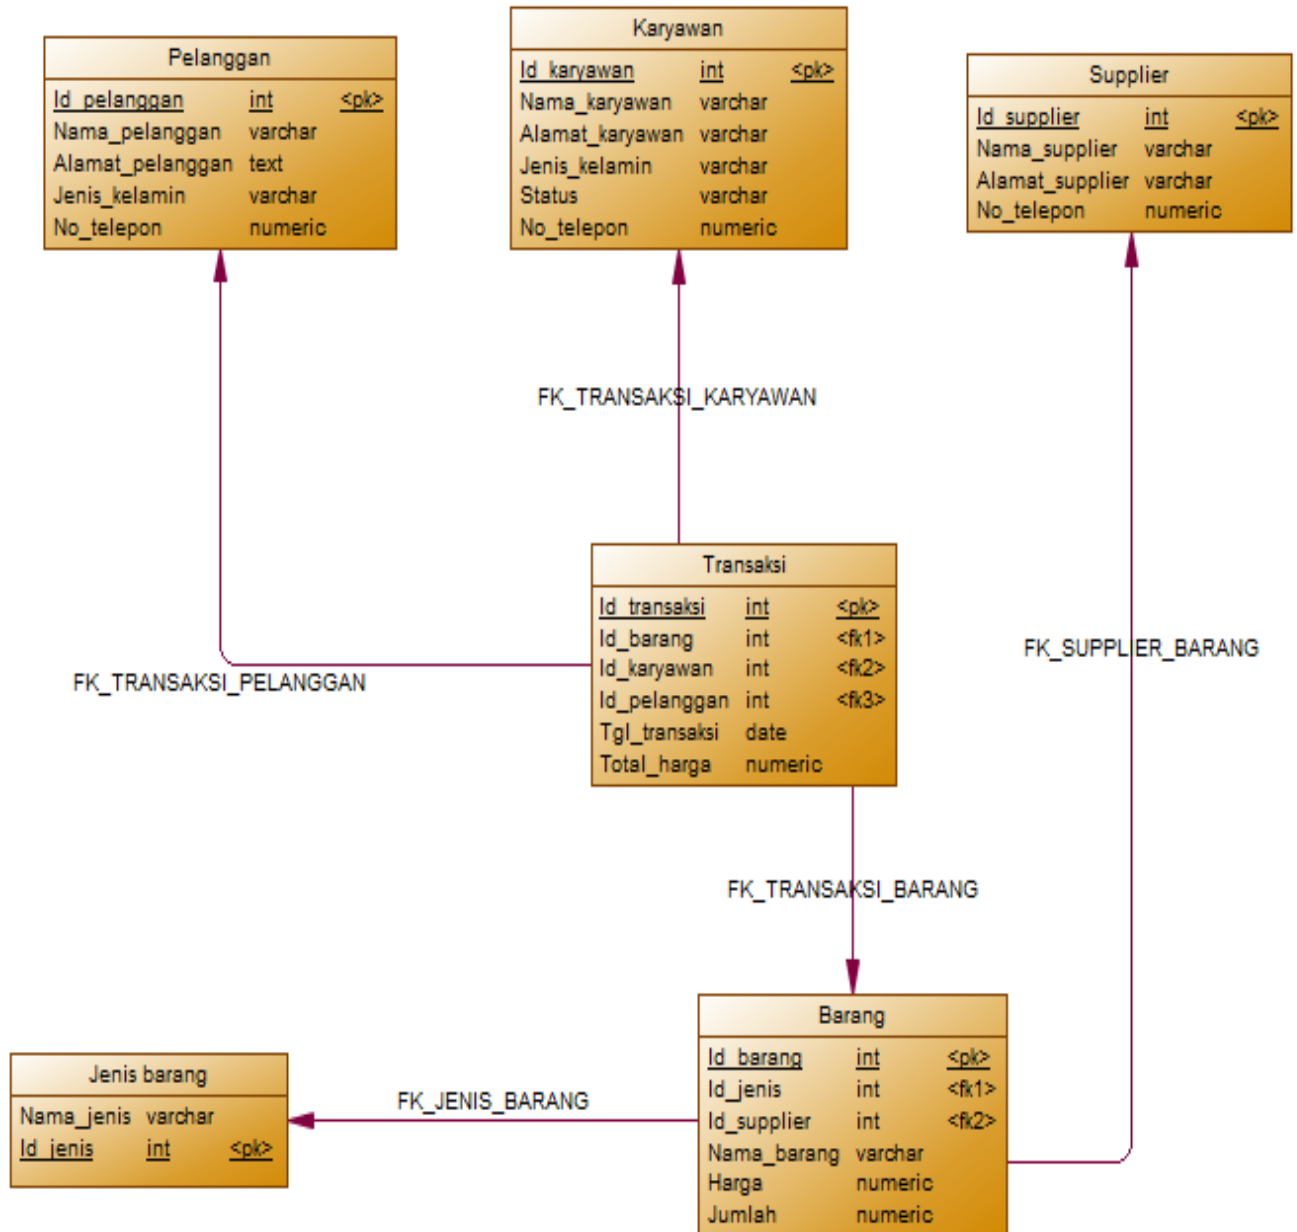 Pelanggan
Id_pelanggan int <pk>
Nama_pelanggan varchar
Alamat_pelanggan text
Jenis_kelamin varchar
No_telepon numeric
Karyawan
Id_karyawan int <pk>
Nama_karyawan varchar
Alamat_karyawan varchar
Jenis_kelamin varchar
Status varchar
No_telepon numeric
Supplier
Id_supplier int <pk>
Nama_supplier varchar
Alamat_supplier varchar
No_telepon numeric
FK_TRANSAKSI_KARYAWAN
FK_TRANSAKSI_PELANGGAN
Transaksi
Id_transaksi int <pk>
Id_barang int <fk1>
Id_karyawan int <fk2>
Id_pelanggan int <fk3>
Tgl_transaksi date
Total_harga numeric
FK_SUPPLIER_BARANG
FK_TRANSAKSI_BARANG
Jenis barang
Nama_jenis varchar
Id_jenis int <pk>
FK_JENIS_BARANG
Barang
Id_barang int <pk>
Id_jenis int <fk1>
Id_supplier int <fk2>
Nama_barang varchar
Harga numeric
Jumlah numeric